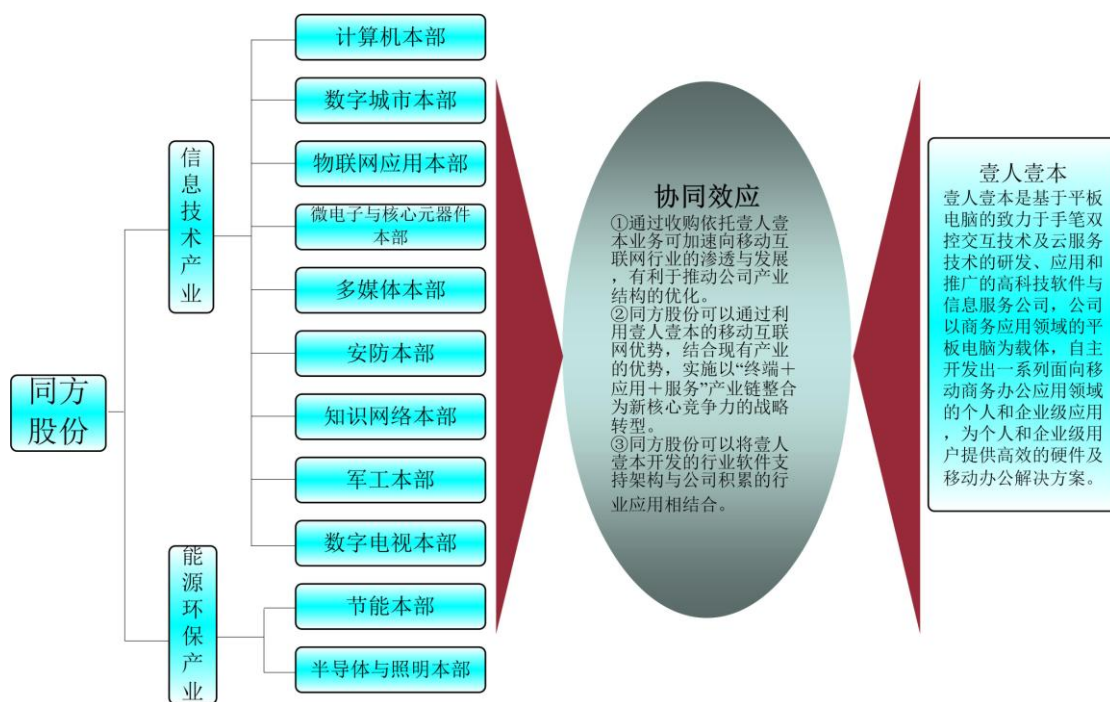 同方
股份
信息技术产业
能源环保产业
计算机本部
数字城市本部
物联网应用本部
微电子与核心元器件
本部
多媒体本部
安防本部
知识网络本部
军工本部
数字电视本部
节能本部
半导体与照明本部
协同效应
①通过收购依托壹人壹
本业务可加速向移动互
联网行业的渗透与发展
，有利于推动公司产业
结构的优化。
②同方股份可以通过利
用壹人壹本的移动互联
网优势，结合现有产业
的优势，实施以“终端＋
应用＋服务”产业链整合
为新核心竞争力的战略
转型。
③同方股份可以将壹人
壹本开发的行业软件支
持架构与公司积累的行
业应用相结合。
壹人壹本
壹人壹本是基于平板
电脑的致力于手笔双
控交互技术及云服务
技术的研发、应用和
推广的高科技软件与
信息服务公司，公司
以商务应用领域的平
板电脑为载体，自主
开发出一系列面向移
动商务办公应用领域
的个人和企业级应用
，为个人和企业级用
户提供高效的硬件及
移动办公解决方案。